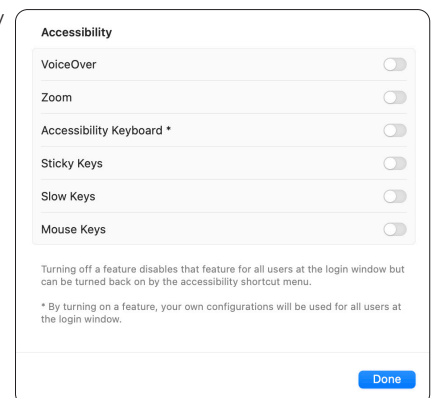 Accessibility
VoiceOver
Zoom
Accessibility Keyboard *
Sticky Keys
Slow Keys
Mouse Keys
Turning off a feature disables that feature for all users at the login window but
can be turned back on by the accessibility shortcut menu.
* By turning on a feature, your own configurations will be used for all users at
the login window.
Done